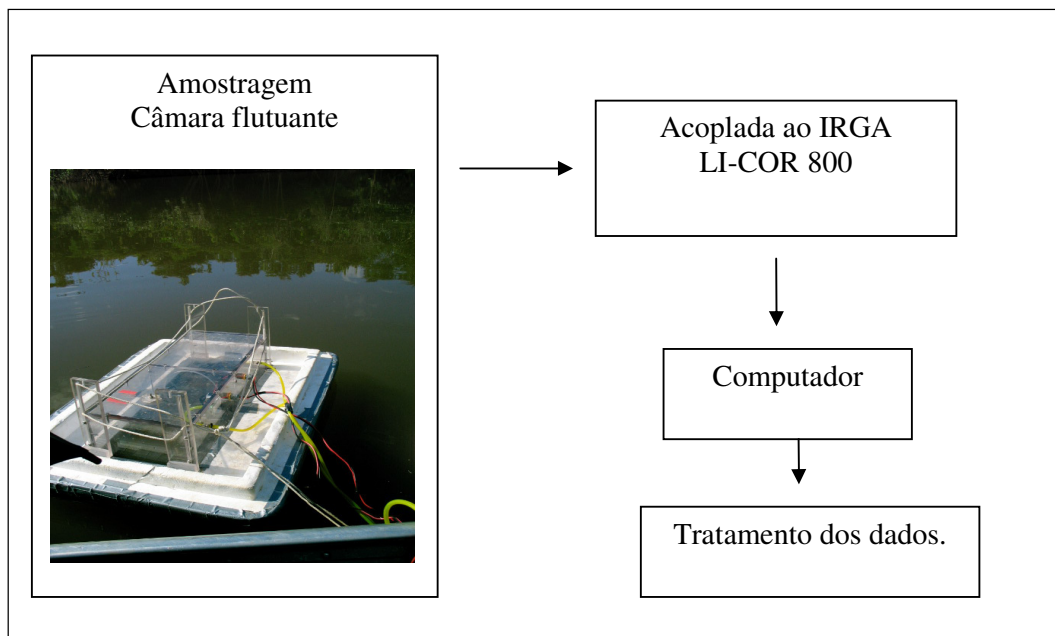 Amostragem
Câmara flutuante
Acoplada ao IRGA
LI-COR 800
Computador
Tratamento dos dados.